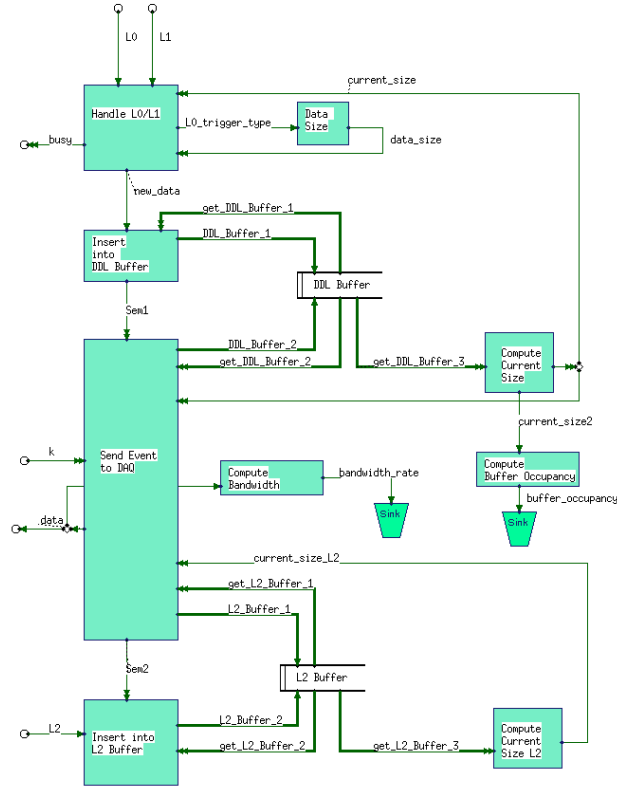 L0
L1
current_size
Handle L0/L1
L0_trigger_type
Data
Size
busy
data_size
new_data
get_DDL_Buffer_1
DDL_Buffer_1
Insert
into
DDL Buffer
DDL Buffer
Sem1
DDL_Buffer_2
get_DDL_Buffer_2
get_DDL_Buffer_3
Compute
Current
Size
current_size2
k
Send Event
to DAQ
Compute
Bandwidth
bandwidth_rate
Compute
Buffer Occupancy
buffer_occupancy
data
Sink
Sink
current_size_L2
get_L2_Buffer_1
L2_Buffer_1
Sem2
L2 Buffer
L2
Insert into
L2 Buffer
L2_Buffer_2
get_L2_Buffer_2
get_L2_Buffer_3
Compute
Current
Size L2